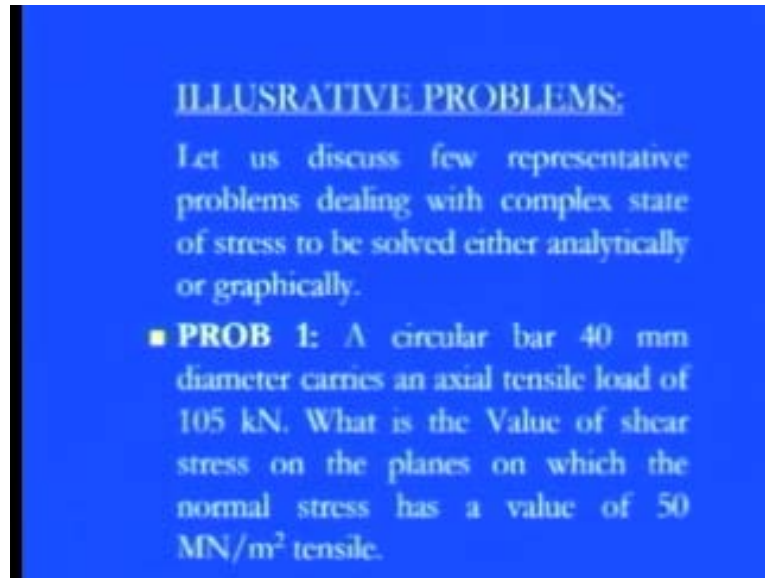 ILLUSRATIVE PROBLEMS:
Let us discuss few representative
problems dealing with complex state
of stress to be solved either analytically
or graphically.
PROB 1: A circular bar 40 mm
diameter carries an axial tensile load of
105 kN. What is the Value of shear
stress on the planes on which the
normal stress has a value of 50
MN/m² tensile.